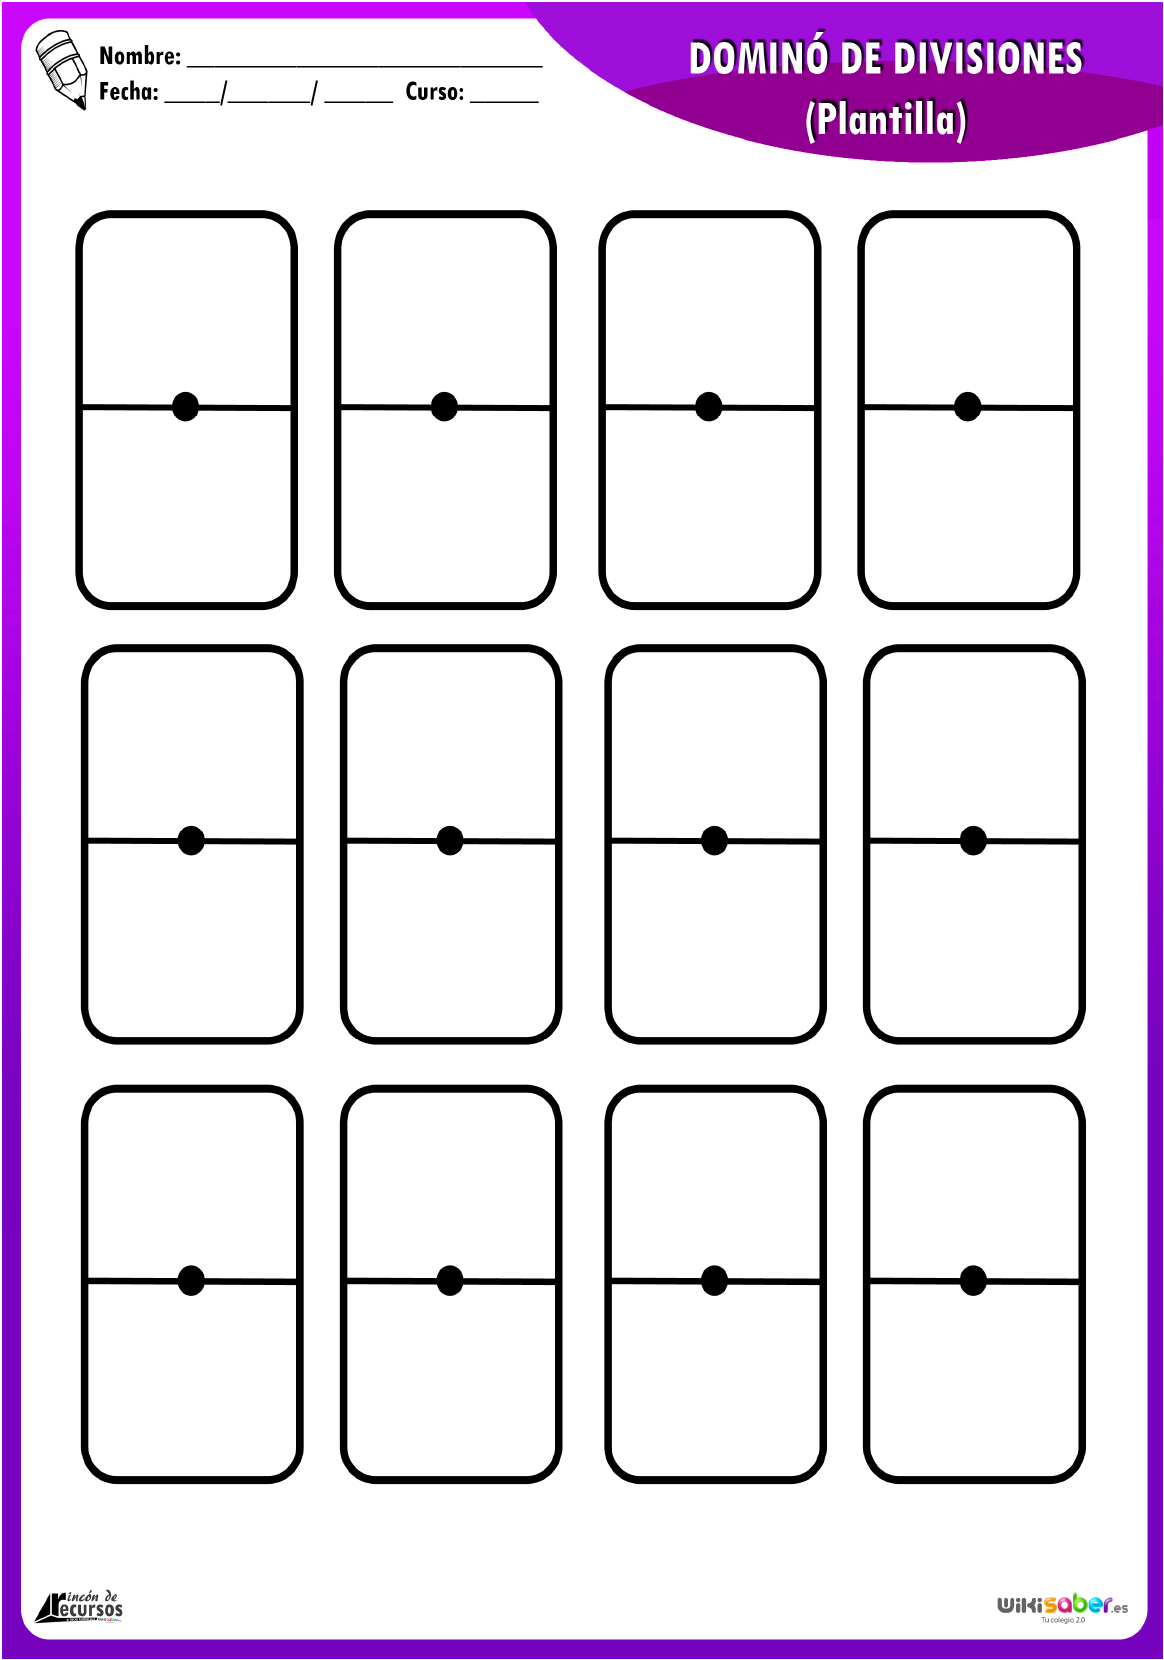 Nombre: __________________________
DOMINÓ DE DIVISIONES
Fecha: ____/______/ _____ Curso: _____
(Plantilla)
rincón de
recursos
wikisaber.es
Tu colegio 2.0